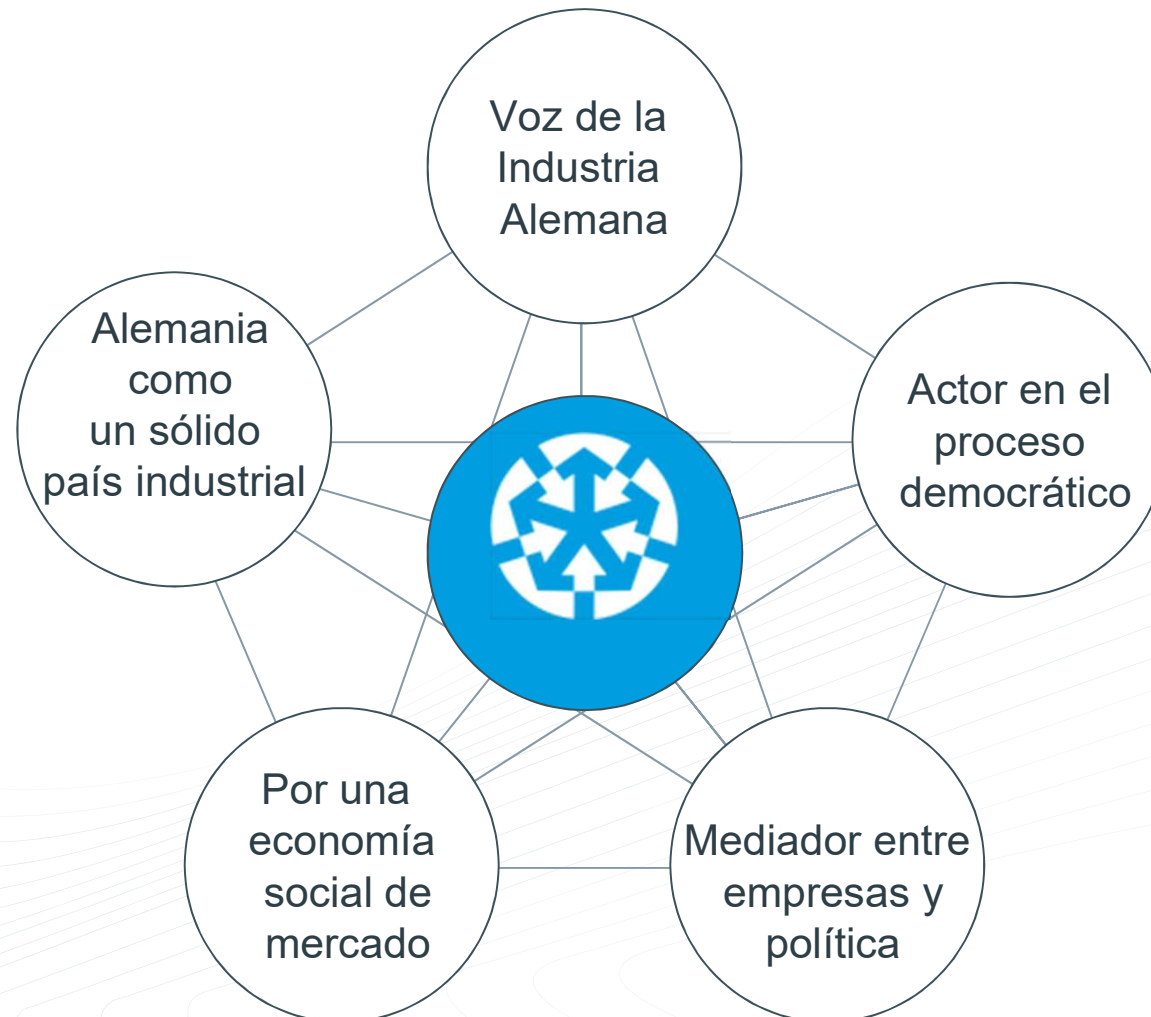 Voz de la
Industria
Alemana
Alemania
como
un sólido
país industrial
Actor en el
proceso
democrático
Por una
economía
social de
mercado
Mediador entre
empresas y
política